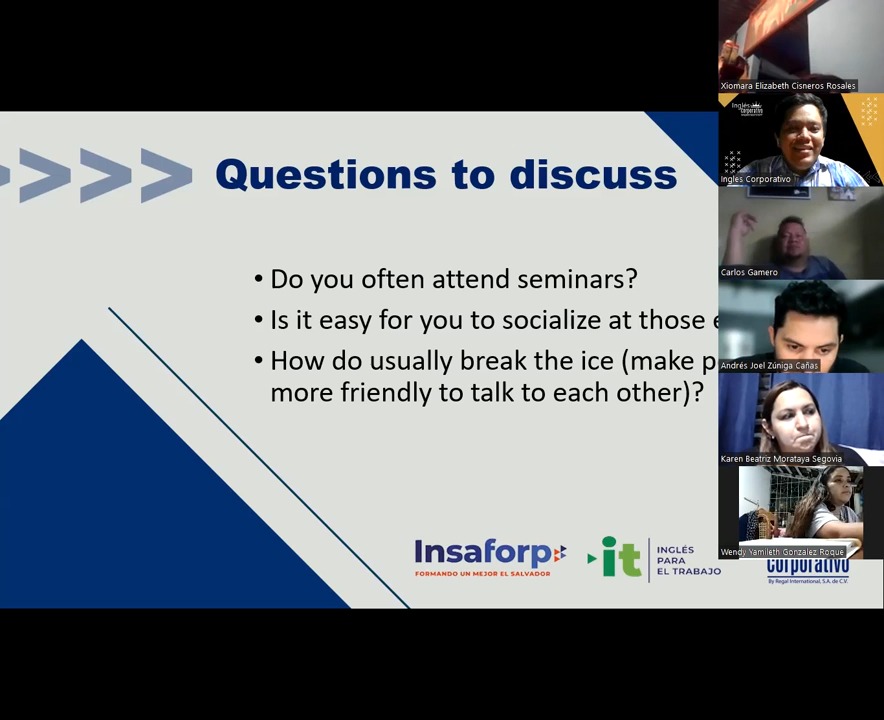 >>>> Questions to discuss
• Do you often attend seminars?
• Is it easy for you to socialize at those
• How do usually break the ice (make
more friendly to talk to each other)?
Insaforp
FORMANDO UN MEJOR EL SALVADOR
it
INGLÉS
PARA
EL TRABAJO
corporativo
By Regal International, S.A. de C.V.
Xiomara Elizabeth Cisneros Rosales
Inglés Corporativo
Inglés Corporativo
Carlos Gamero
Andrés Joel Zúniga Cañas
Karen Beatriz Morataya Segovia
Wendy Yamileth Gonzalez Roque